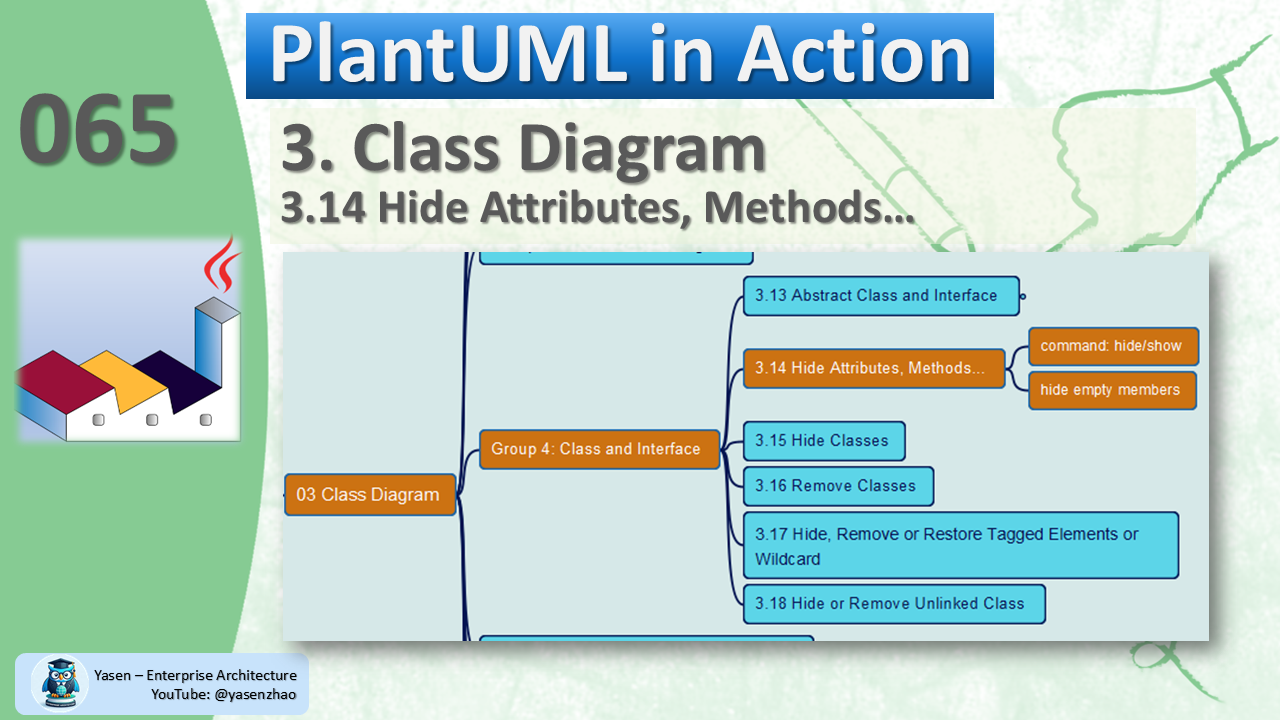 PlantUML in Action
065
3. Class Diagram
3.14 Hide Attributes, Methods...
3.13 Abstract Class and Interface
command: hide/show
3.14 Hide Attributes, Methods...
hide empty members
3.15 Hide Classes
Group 4: Class and Interface
3.16 Remove Classes
03 Class Diagram
3.17 Hide, Remove or Restore Tagged Elements or
Wildcard
3.18 Hide or Remove Unlinked Class
Yasen – Enterprise Architecture
YouTube: @yasenzhao